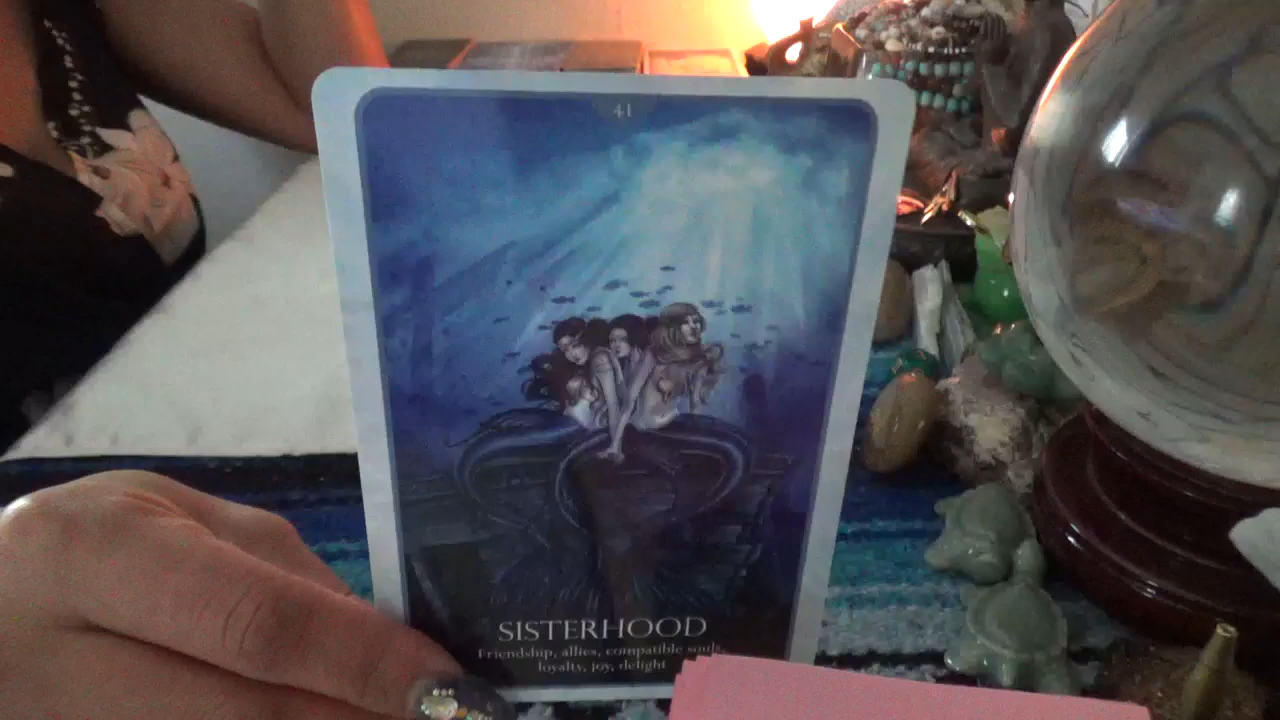 41
SISTERHOOD
Friendship, allies, compatible souls,
loyalty, joy, delight